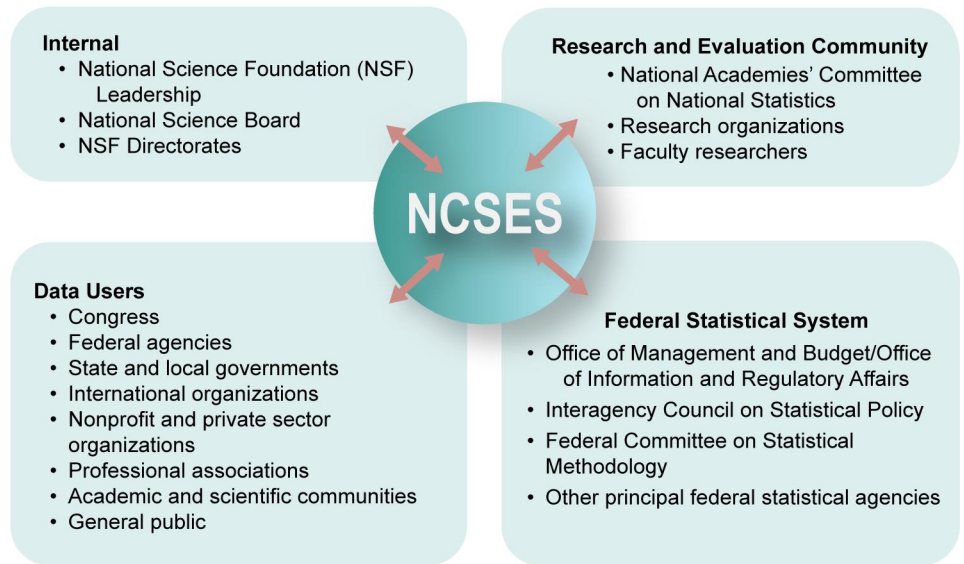 Internal
• National Science Foundation (NSF)
Leadership
• National Science Board
• NSF Directorates
Research and Evaluation Community
• National Academies’ Committee
on National Statistics
• Research organizations
• Faculty researchers
NCSES
Data Users
• Congress
• Federal agencies
• State and local governments
• International organizations
• Nonprofit and private sector
organizations
• Professional associations
• Academic and scientific communities
• General public
Federal Statistical System
• Office of Management and Budget/Office
of Information and Regulatory Affairs
• Interagency Council on Statistical Policy
• Federal Committee on Statistical
Methodology
• Other principal federal statistical agencies